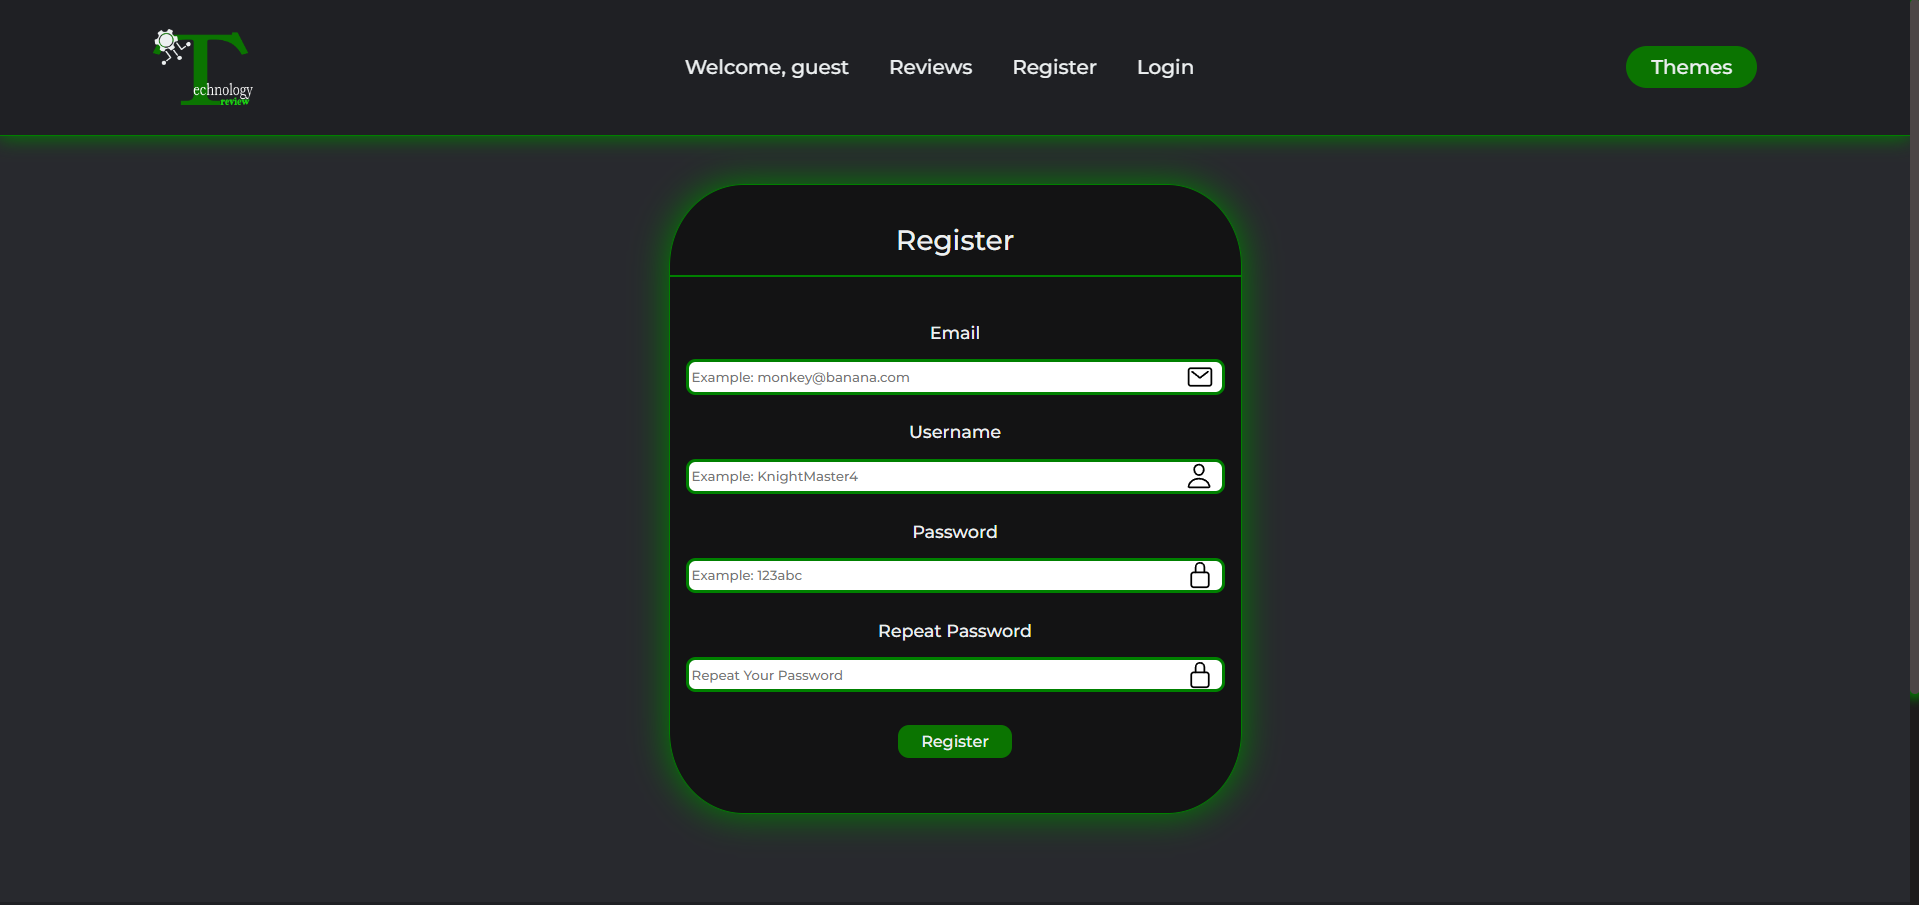 Technology
review
Welcome, guest
Reviews
Register
Login
Themes
Register
Email
Example: monkey@banana.com
Username
Example: KnightMaster4
Password
Example: 123abc
Repeat Password
Repeat Your Password
Register